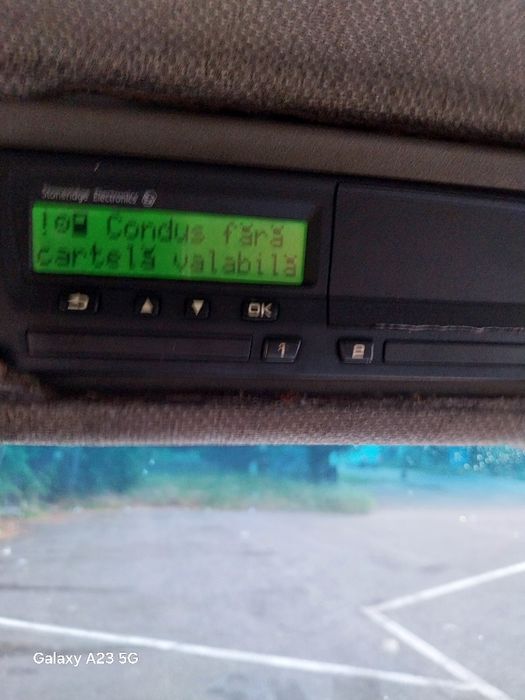 Stoneridge Electronics
! Condus fără
cartelă valabilă
OK
1
2
Galaxy A23 5G